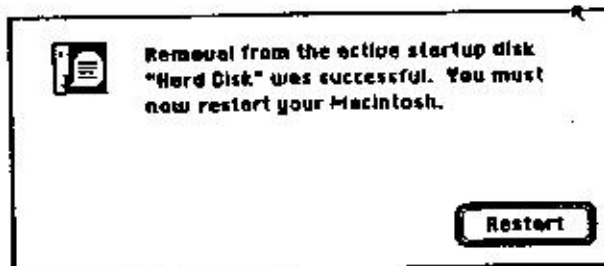 Removal from the active startup disk
"Hard Disk" was successful. You must
now restart your Macintosh.
Restart